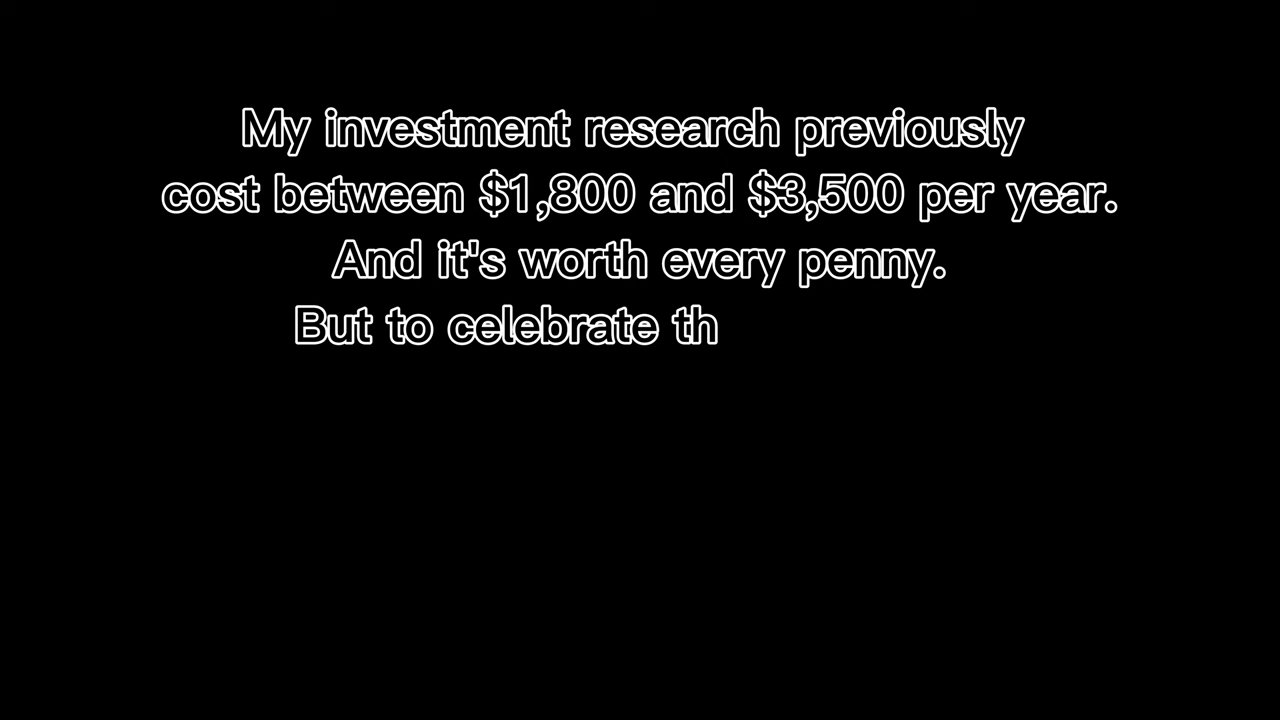 My investment research previously
cost between $1,800 and $3,500 per year.
And it's worth every penny.
But to celebrate th